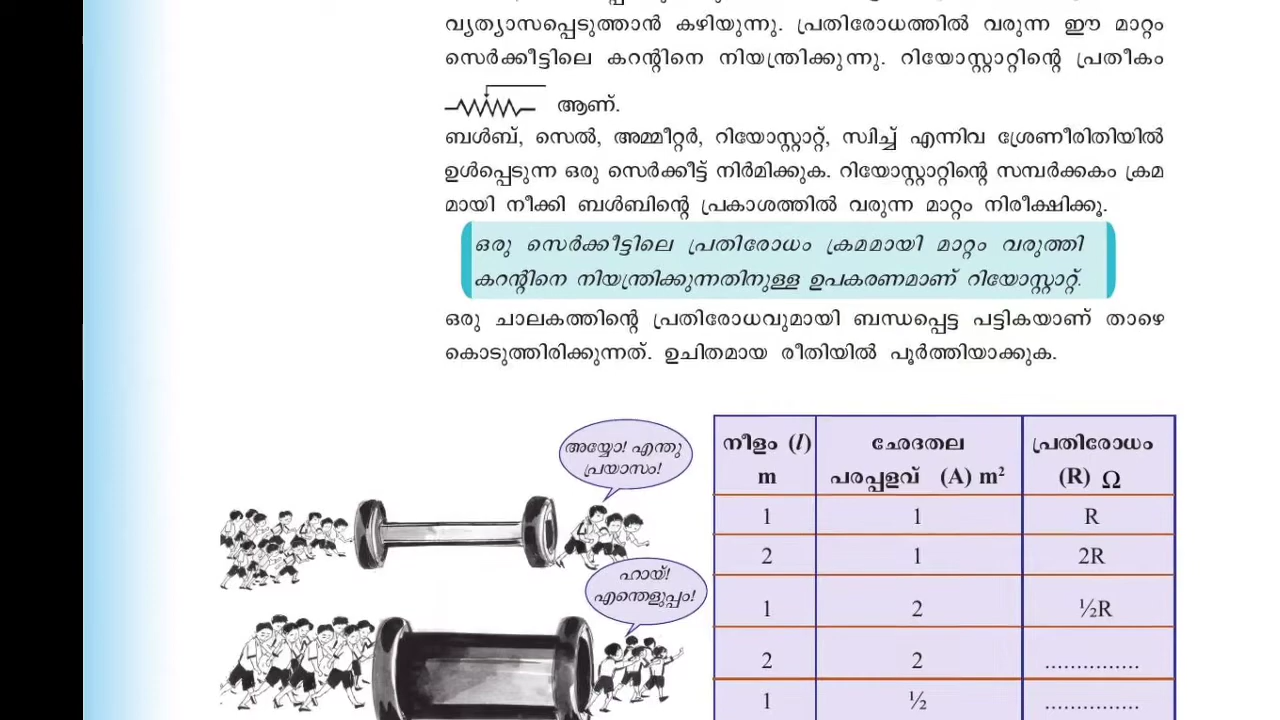 വ്യത്യാസപ്പെടുത്താൻ കഴിയുന്നു. പ്രതിരോധത്തിൽ വരുന്ന ഈ മാറ്റം
സെർക്കീട്ടിലെ കറന്റിനെ നിയന്ത്രിക്കുന്നു. റിയോസ്റ്റാറ്റിന്റെ പ്രതീകം
ആണ്.
ബൾബ്, സെൽ, അമ്മീറ്റർ, റിയോസ്റ്റാറ്റ്, സ്വിച്ച് എന്നിവ ശ്രേണീരിതിയിൽ
ഉൾപ്പെടുന്ന ഒരു സെർക്കീട്ട് നിർമിക്കുക. റിയോസ്റ്റാറ്റിന്റെ സമ്പർക്കകം ക്രമ
മായി നീക്കി ബൾബിന്റെ പ്രകാശത്തിൽ വരുന്ന മാറ്റം നിരീക്ഷിക്കൂ.
ഒരു സെർക്കീട്ടിലെ പ്രതിരോധം ക്രമമായി മാറ്റം വരുത്തി
കറന്റിനെ നിയന്ത്രിക്കുന്നതിനുള്ള ഉപകരണമാണ് റിയോസ്റ്റാറ്റ്.
ഒരു ചാലകത്തിന്റെ പ്രതിരോധവുമായി ബന്ധപ്പെട്ട പട്ടികയാണ് താഴെ
കൊടുത്തിരിക്കുന്നത്. ഉചിതമായ രീതിയിൽ പൂർത്തിയാക്കുക.
അയ്യോ! എന്തു
പ്രയാസം!
ഹായ്!
എന്തെളുപ്പം!
നീളം (l) ഛേദതല പ്രതിരോധം
m പരപ്പളവ് (A) m² (R) Ω
1 1 R
2 1 2R
1 2 ½R
2 2 ...............
1 ½ ...............